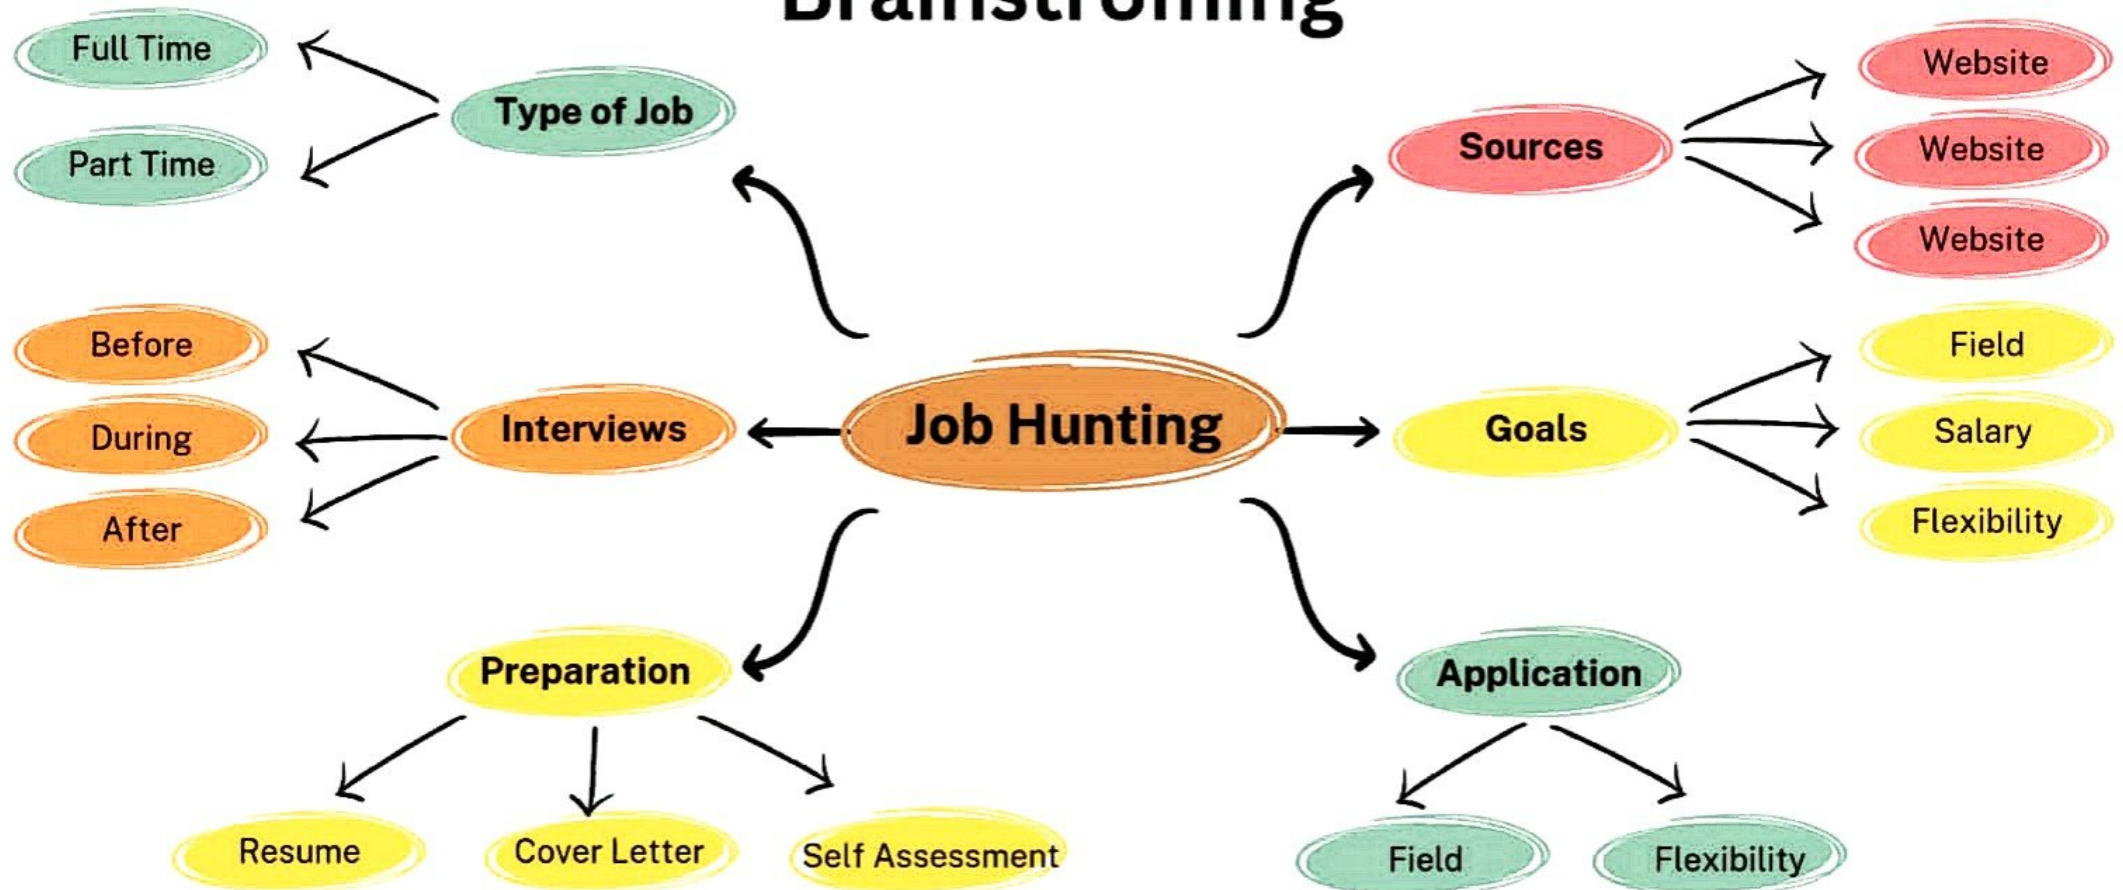 Brainstroming
Full Time
Part Time
Type of Job
Sources
Website
Website
Website
Before
During
After
Interviews
Job Hunting
Goals
Field
Salary
Flexibility
Preparation
Resume
Cover Letter
Self Assessment
Application
Field
Flexibility